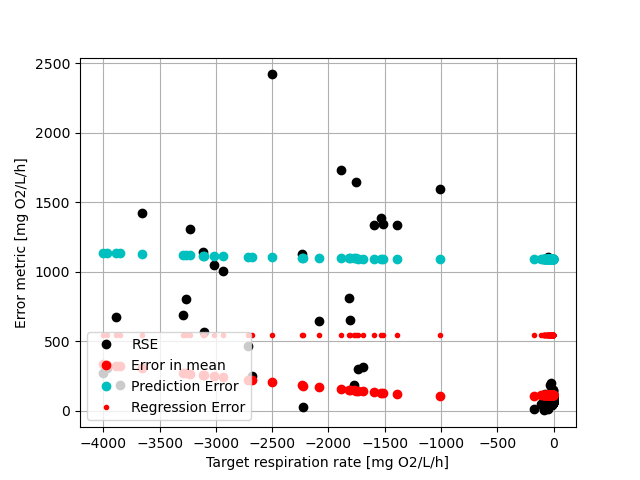 2500
2000
1500
1000
500
0
Error metric [mg O2/L/h]
RSE
Error in mean
Prediction Error
Regression Error
−4000 −3500 −3000 −2500 −2000 −1500 −1000 −500 0
Target respiration rate [mg O2/L/h]